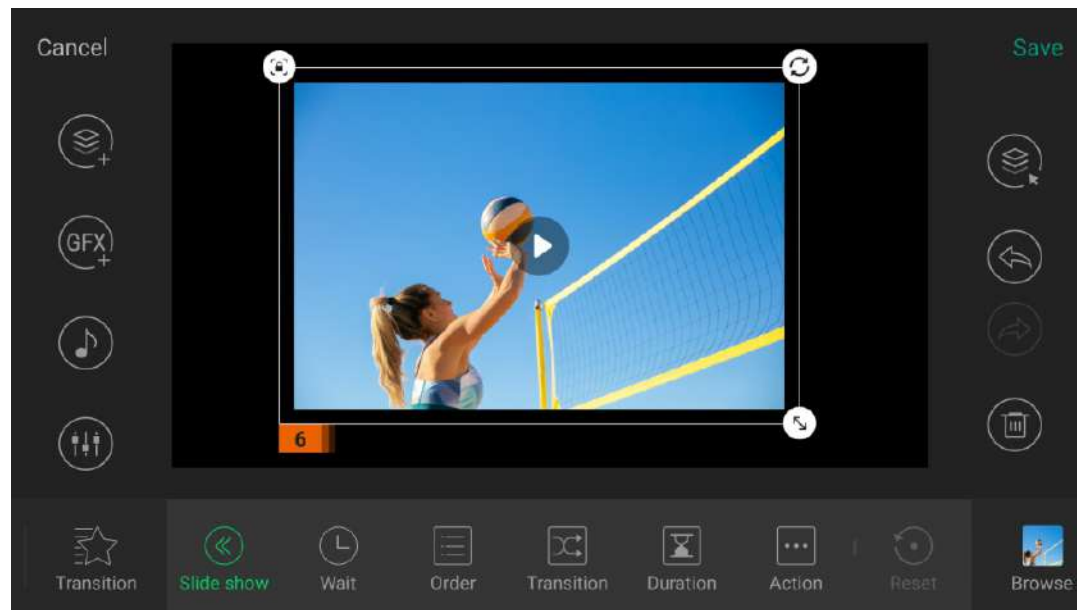 Cancel
Save
GFX
6
Transition
Slide show
Wait
Order
Transition
Duration
Action
Reset
Browse